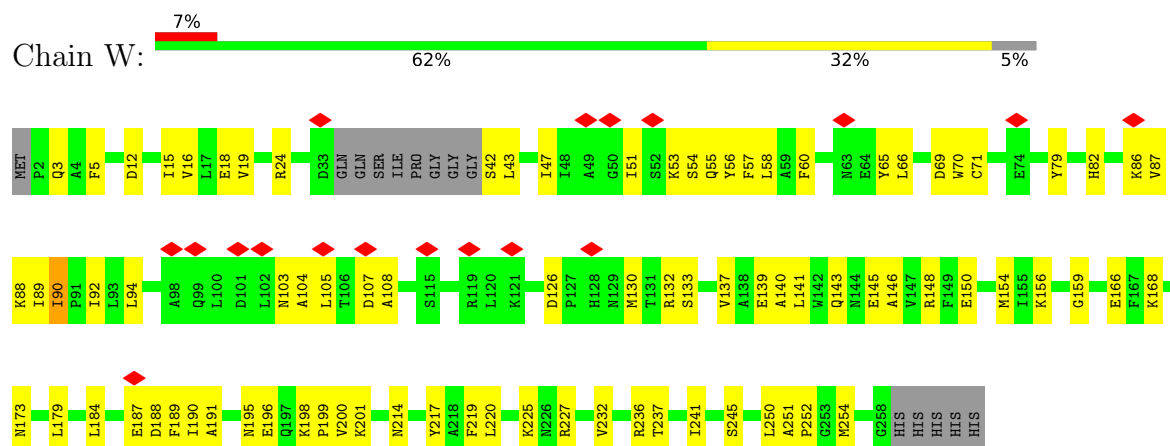 7%
Chain W:
62% 32% 5%
MET P2 Q3 A4 F5 D12 I15 V16 L17 E18 V19 R24 D33 GLN GLN SER ILE PRO GLY GLY GLY S42 L43 I47 I48 A49 G50 I51 S52 K53 S54 Q55 Y56 F57 L58 A59 F60 N63 E64 Y65 L66 D69 W70 C71 E74 Y79 H82 K86 V87
K88 I89 I90 P91 I92 L93 L94 A98 Q99 L100 D101 L102 N103 A104 L105 T106 D107 A108 S115 R119 L120 K121 D126 P127 H128 N129 M130 T131 R132 S133 V137 A138 E139 A140 L141 W142 Q143 N144 E145 A146 V147 R148 F149 E150 M154 I155 K156 G159 E166 F167 K168
N173 L179 L184 E187 D188 F189 I190 A191 N195 E196 Q197 K198 P199 V200 K201 N214 Y217 A218 F219 L220 K225 N226 R227 V232 R236 T237 I241 S245 L250 A251 P252 G253 M254 G258 HIS HIS HIS HIS HIS